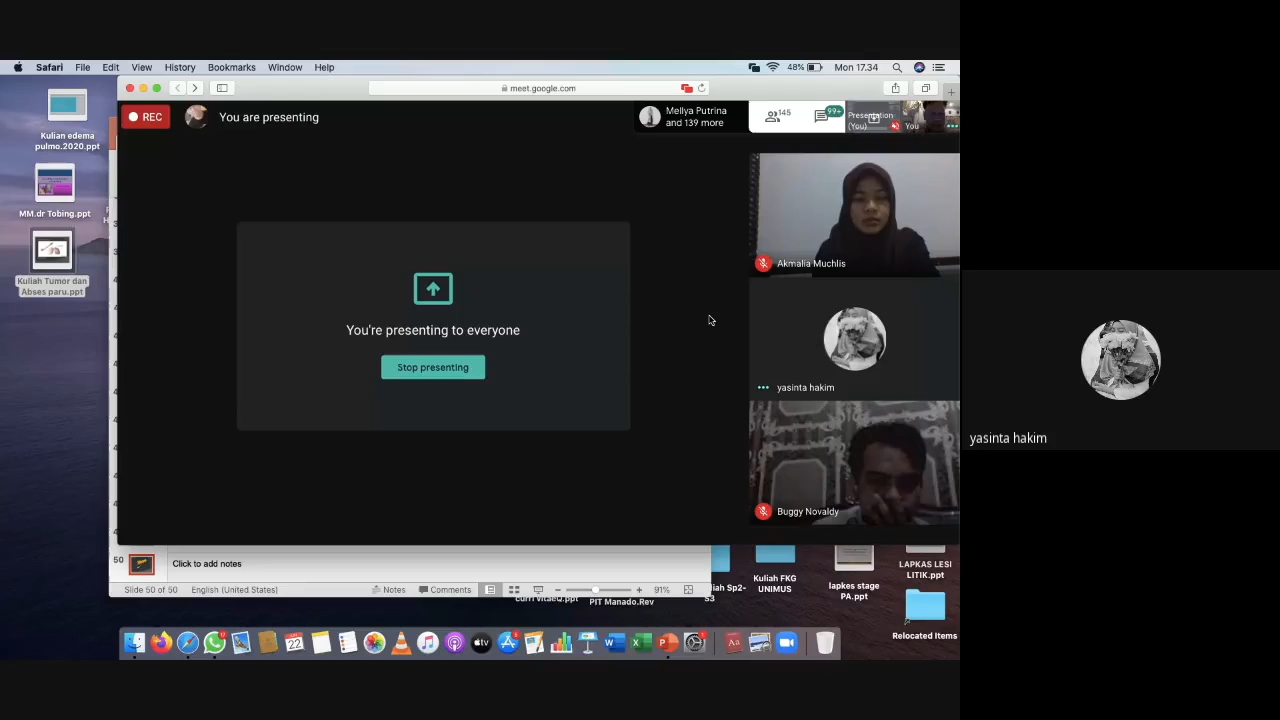 Safari File Edit View History Bookmarks Window Help
48% Mon 17.34
meet.google.com
REC
You are presenting
Mellya Putrina
and 139 more
145
99+
Presentation
(You)
You
Kulian edema
pulmo.2020.ppt
MM.dr Tobing.ppt
Kuliah Tumor dan
Abses paru.ppt
You're presenting to everyone
Stop presenting
Akmalia Muchlis
yasinta hakim
Buggy Novaldy
yasinta hakim
50
Click to add notes
Slide 50 of 50 English (United States)
Notes Comments
91%
PIT Manado.Rev
Kuliah FKG
UNIMUS
lapkes stage
PA.ppt
LAPKAS LESI
LITIK.ppt
Relocated Items